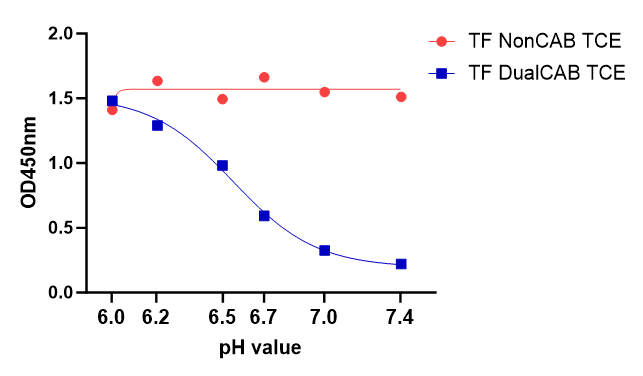 TF NonCAB TCE
TF DualCAB TCE
2.0
1.5
1.0
0.5
0.0
OD450nm
6.0 6.2 6.5 6.7 7.0 7.4
pH value